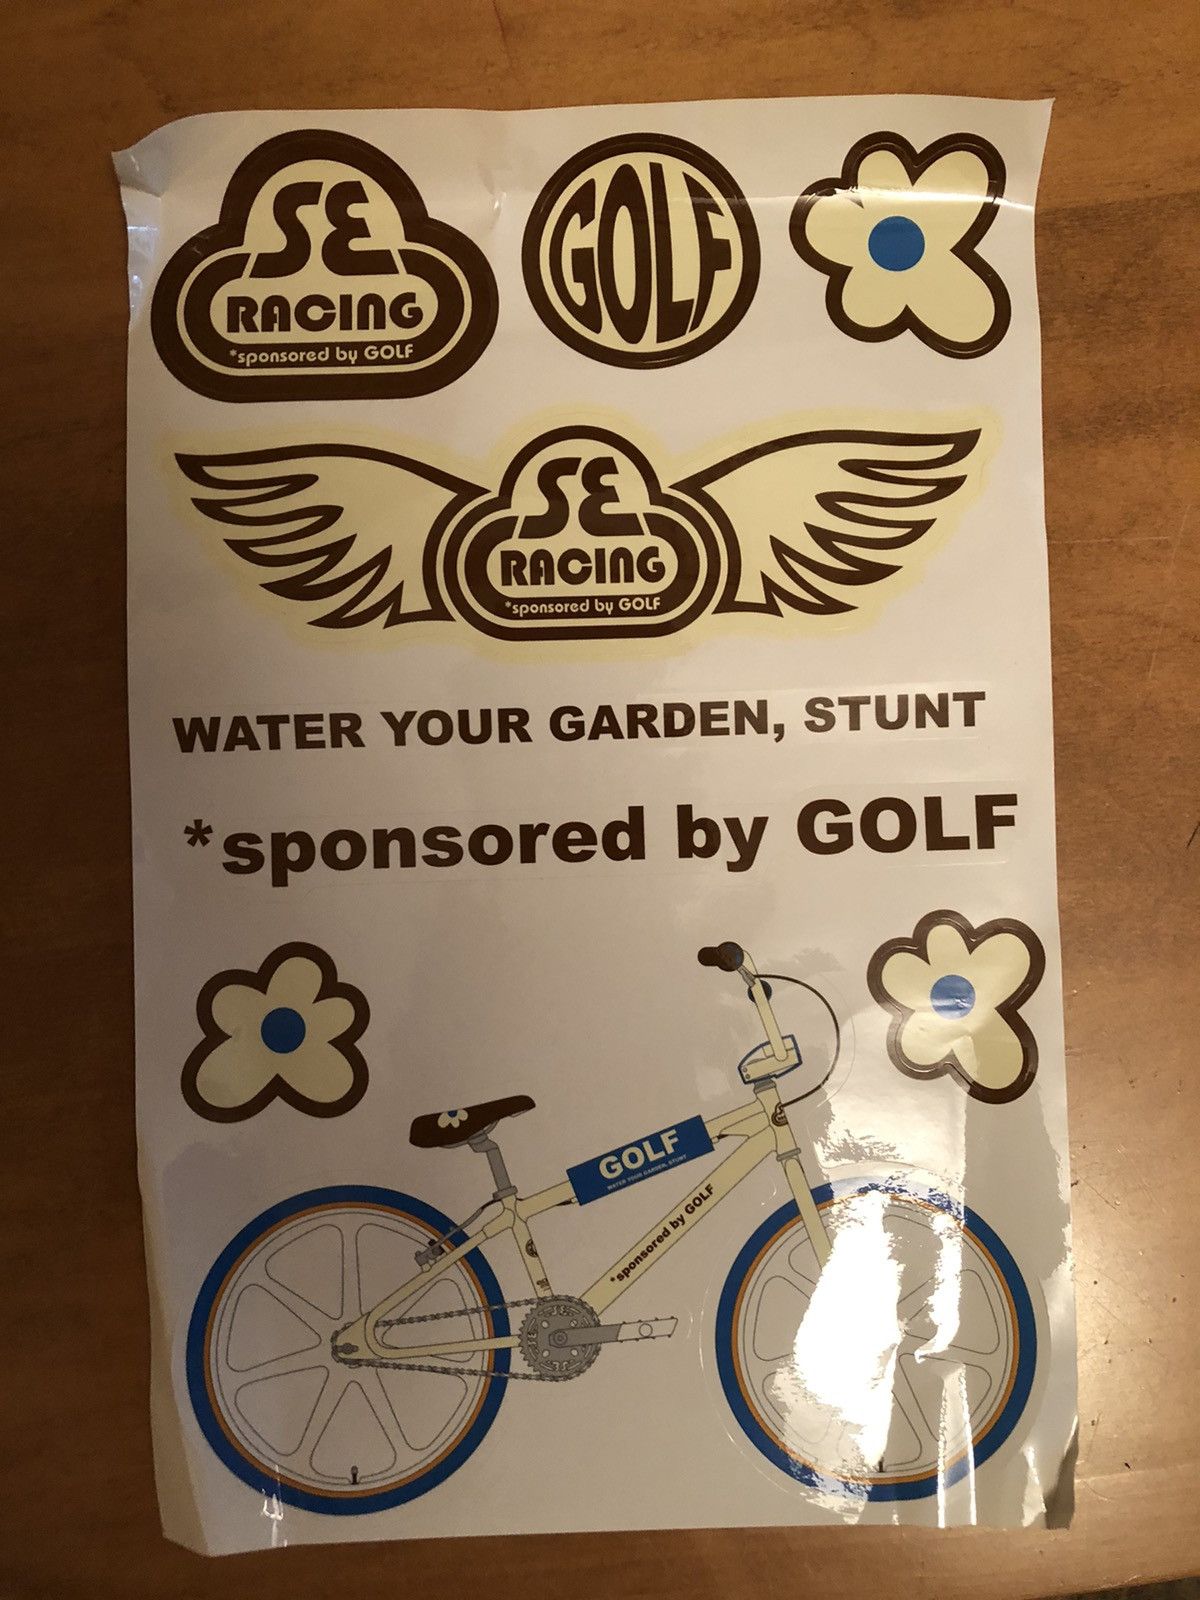 SE
RACING
*sponsored by GOLF
GOLF
SE
RACING
*sponsored by GOLF
WATER YOUR GARDEN, STUNT
*sponsored by GOLF
GOLF
WATER YOUR GARDEN, STUNT
*sponsored by GOLF